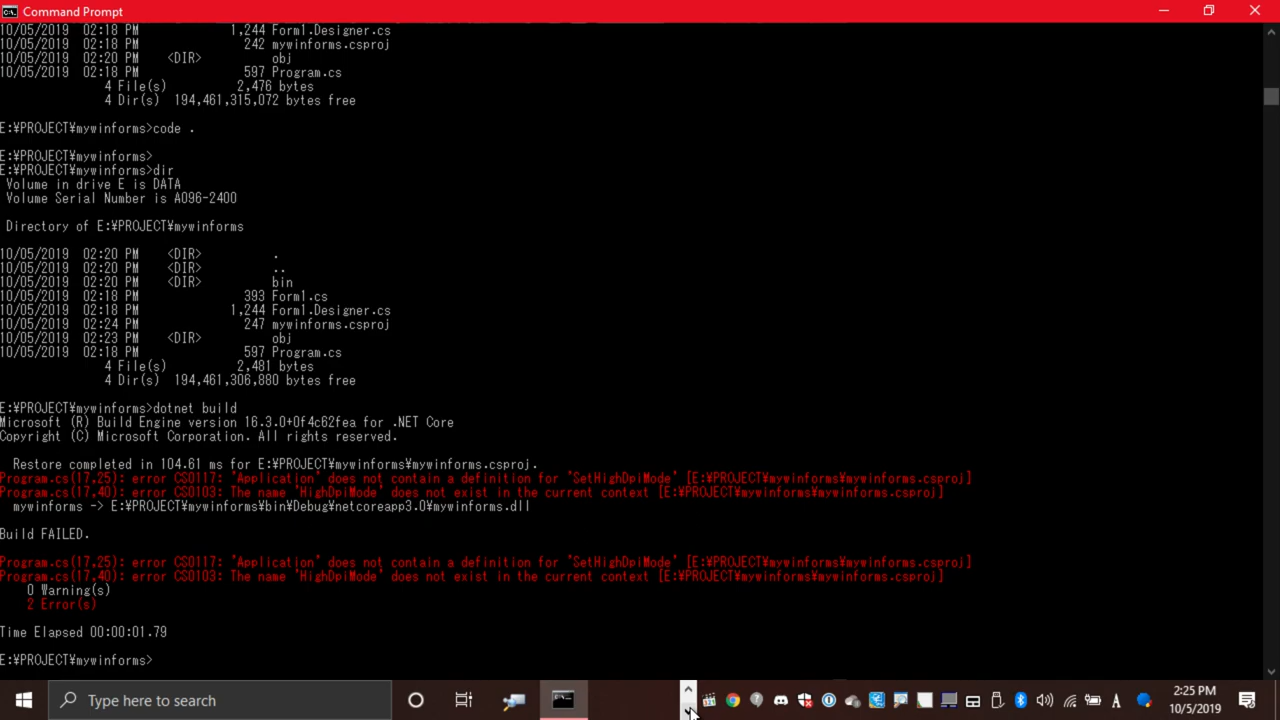 Command Prompt
10/05/2019  02:18 PM             1,244 Form1.Designer.cs
10/05/2019  02:18 PM               242 mywinforms.csproj
10/05/2019  02:20 PM    <DIR>          obj
10/05/2019  02:18 PM               597 Program.cs
4 File(s)          2,476 bytes
4 Dir(s)  194,461,315,072 bytes free
E:¥PROJECT¥mywinforms>code .
E:¥PROJECT¥mywinforms>
E:¥PROJECT¥mywinforms>dir
Volume in drive E is DATA
Volume Serial Number is A096-2400
Directory of E:¥PROJECT¥mywinforms
10/05/2019  02:20 PM    <DIR>          .
10/05/2019  02:20 PM    <DIR>          ..
10/05/2019  02:20 PM    <DIR>          bin
10/05/2019  02:18 PM               393 Form1.cs
10/05/2019  02:18 PM             1,244 Form1.Designer.cs
10/05/2019  02:24 PM               247 mywinforms.csproj
10/05/2019  02:23 PM    <DIR>          obj
10/05/2019  02:18 PM               597 Program.cs
4 File(s)          2,481 bytes
4 Dir(s)  194,461,306,880 bytes free
E:¥PROJECT¥mywinforms>dotnet build
Microsoft (R) Build Engine version 16.3.0+0f4c62fea for .NET Core
Copyright (C) Microsoft Corporation. All rights reserved.
Restore completed in 104.61 ms for E:¥PROJECT¥mywinforms¥mywinforms.csproj.
Program.cs(17,25): error CS0117: 'Application' does not contain a definition for 'SetHighDpiMode' [E:¥PROJECT¥mywinforms¥mywinforms.csproj]
Program.cs(17,40): error CS0103: The name 'HighDpiMode' does not exist in the current context [E:¥PROJECT¥mywinforms¥mywinforms.csproj]
mywinforms -> E:¥PROJECT¥mywinforms¥bin¥Debug¥netcoreapp3.0¥mywinforms.dll
Build FAILED.
Program.cs(17,25): error CS0117: 'Application' does not contain a definition for 'SetHighDpiMode' [E:¥PROJECT¥mywinforms¥mywinforms.csproj]
Program.cs(17,40): error CS0103: The name 'HighDpiMode' does not exist in the current context [E:¥PROJECT¥mywinforms¥mywinforms.csproj]
0 Warning(s)
2 Error(s)
Time Elapsed 00:00:01.79
E:¥PROJECT¥mywinforms>
Type here to search
A
2:25 PM
10/5/2019